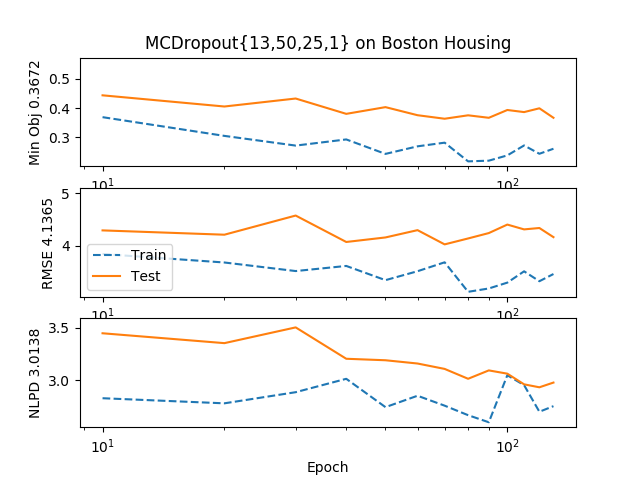 MCDropout{13,50,25,1} on Boston Housing
Min Obj 0.3672
0.5
0.4
0.3
10¹
10²
RMSE 4.1365
5
4
Train
Test
10¹
10²
NLPD 3.0138
3.5
3.0
10¹
10²
Epoch